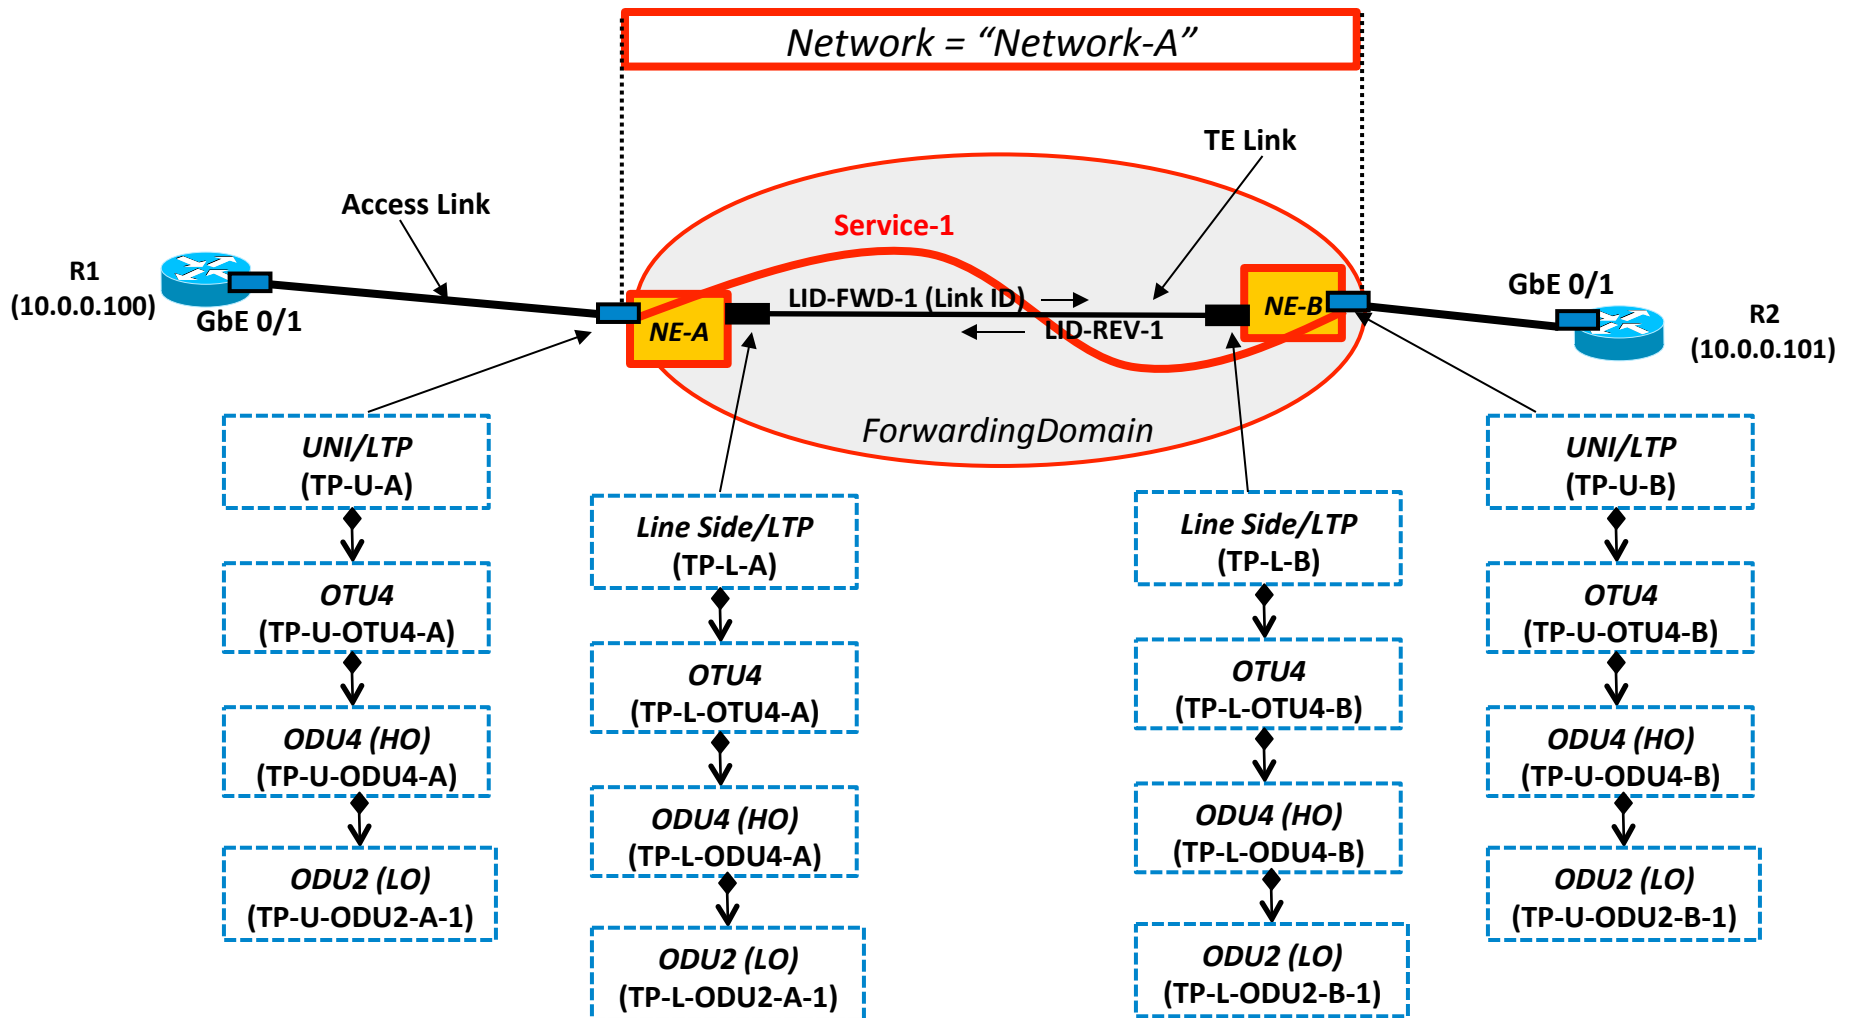 Network = “Network-A”
TE Link
Access Link
Service-1
R1
(10.0.0.100)
GbE 0/1
NE-A
LID-FWD-1 (Link ID)
LID-REV-1
NE-B
GbE 0/1
R2
(10.0.0.101)
ForwardingDomain
UNI/LTP
(TP-U-A)
OTU4
(TP-U-OTU4-A)
ODU4 (HO)
(TP-U-ODU4-A)
ODU2 (LO)
(TP-U-ODU2-A-1)
Line Side/LTP
(TP-L-A)
OTU4
(TP-L-OTU4-A)
ODU4 (HO)
(TP-L-ODU4-A)
ODU2 (LO)
(TP-L-ODU2-A-1)
Line Side/LTP
(TP-L-B)
OTU4
(TP-L-OTU4-B)
ODU4 (HO)
(TP-L-ODU4-B)
ODU2 (LO)
(TP-L-ODU2-B-1)
UNI/LTP
(TP-U-B)
OTU4
(TP-U-OTU4-B)
ODU4 (HO)
(TP-U-ODU4-B)
ODU2 (LO)
(TP-U-ODU2-B-1)